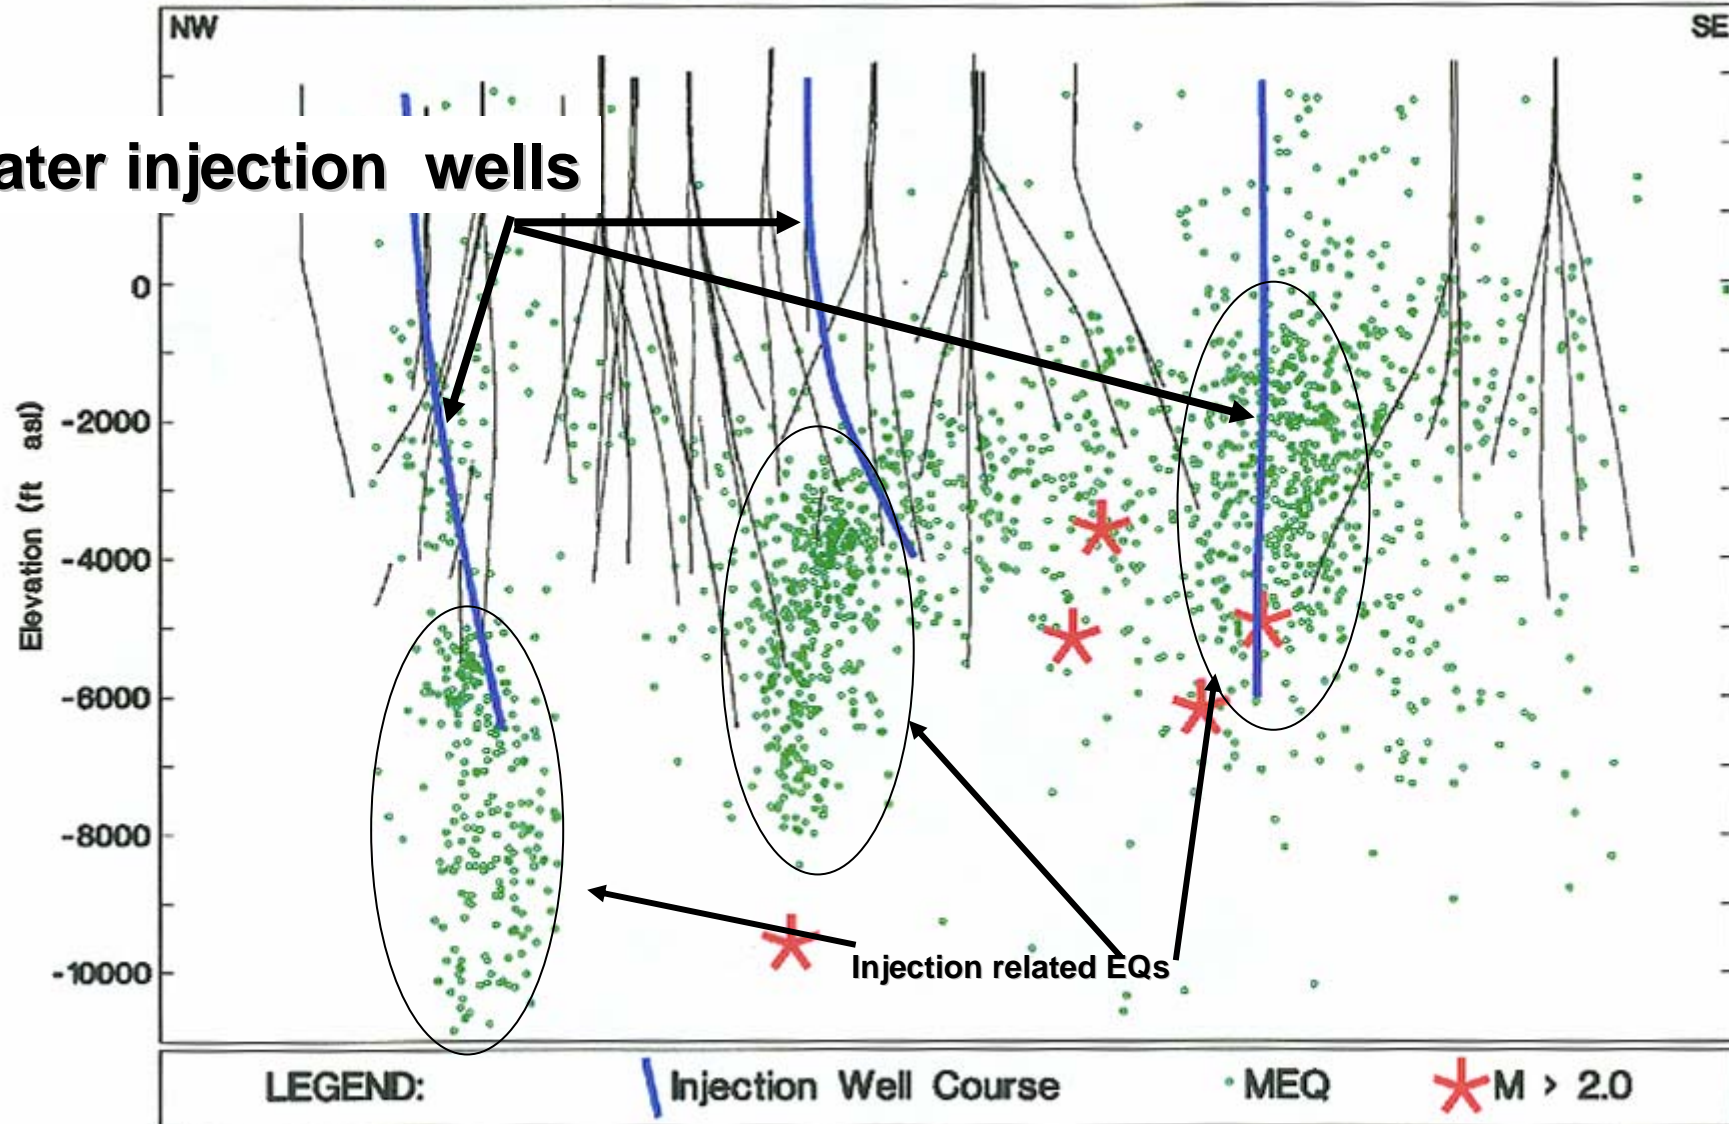 NW
SE
ater injection wells
0
-2000
-4000
-6000
-8000
-10000
Elevation (ft asl)
Injection related EQs
LEGEND:
Injection Well Course
MEQ
M > 2.0